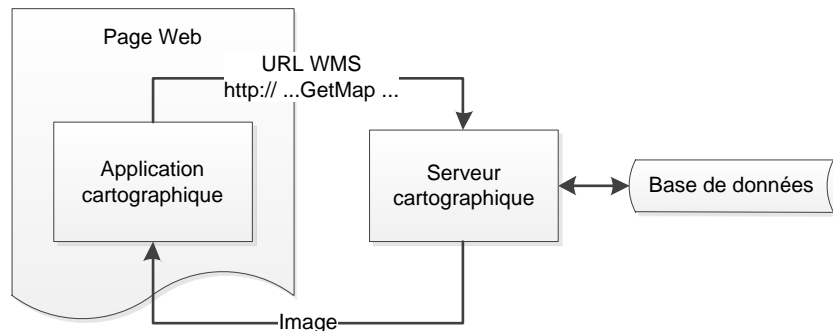 Page Web
URL WMS
http:// ...GetMap ...
Application
cartographique
Serveur
cartographique
Base de données
Image